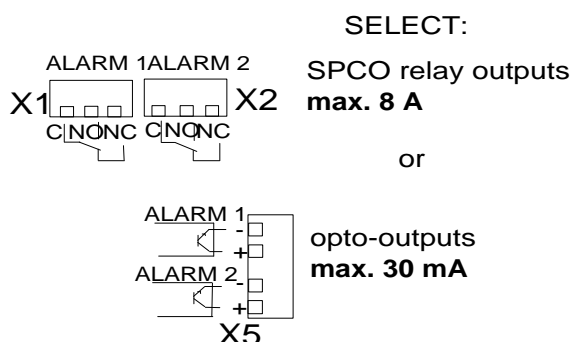 SELECT:
ALARM 1 ALARM 2
X1 X2
C NO NC C NO NC
SPCO relay outputs
max. 8 A
or
ALARM 1
-
+
ALARM 2
-
+
X5
opto-outputs
max. 30 mA